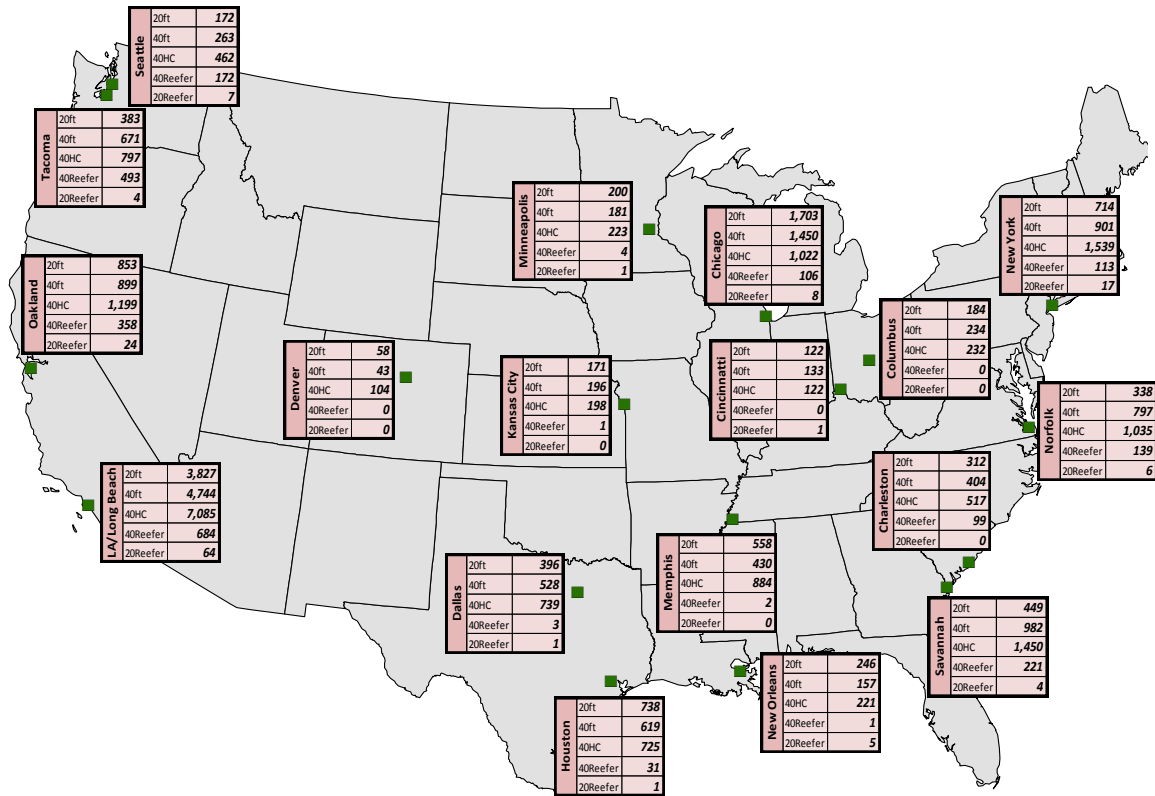 Seattle
20ft 172
40ft 263
40HC 462
40Reefer 172
20Reefer 7
Tacoma
20ft 383
40ft 671
40HC 797
40Reefer 493
20Reefer 4
Minneapolis
20ft 200
40ft 181
40HC 223
40Reefer 4
20Reefer 1
Chicago
20ft 1,703
40ft 1,450
40HC 1,022
40Reefer 106
20Reefer 8
New York
20ft 714
40ft 901
40HC 1,539
40Reefer 113
20Reefer 17
Oakland
20ft 853
40ft 899
40HC 1,199
40Reefer 358
20Reefer 24
Denver
20ft 58
40ft 43
40HC 104
40Reefer 0
20Reefer 0
Kansas City
20ft 171
40ft 196
40HC 198
40Reefer 1
20Reefer 0
Cincinnatti
20ft 122
40ft 133
40HC 122
40Reefer 0
20Reefer 1
Columbus
20ft 184
40ft 234
40HC 232
40Reefer 0
20Reefer 0
Norfolk
20ft 338
40ft 797
40HC 1,035
40Reefer 139
20Reefer 6
LA/Long Beach
20ft 3,827
40ft 4,744
40HC 7,085
40Reefer 684
20Reefer 64
Charleston
20ft 312
40ft 404
40HC 517
40Reefer 99
20Reefer 0
Dallas
20ft 396
40ft 528
40HC 739
40Reefer 3
20Reefer 1
Memphis
20ft 558
40ft 430
40HC 884
40Reefer 2
20Reefer 0
Savannah
20ft 449
40ft 982
40HC 1,450
40Reefer 221
20Reefer 4
New Orleans
20ft 246
40ft 157
40HC 221
40Reefer 1
20Reefer 5
Houston
20ft 738
40ft 619
40HC 725
40Reefer 31
20Reefer 1